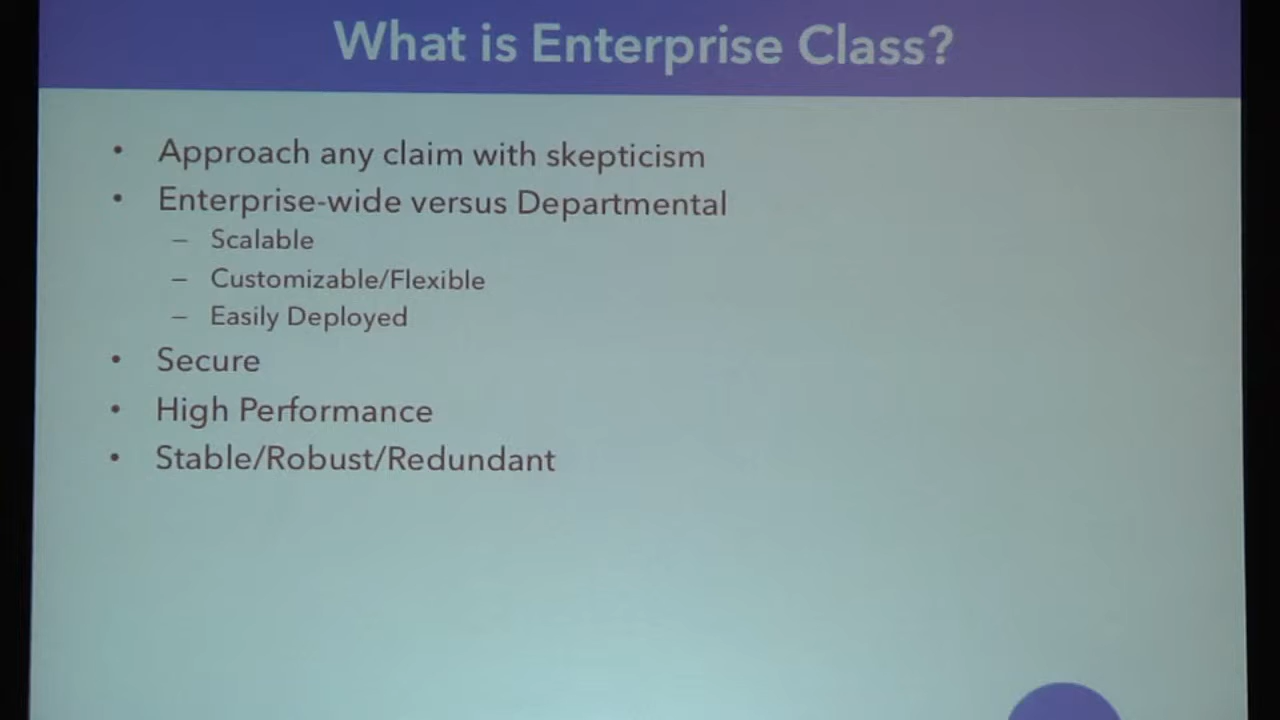 What is Enterprise Class?
• Approach any claim with skepticism
• Enterprise-wide versus Departmental
– Scalable
– Customizable/Flexible
– Easily Deployed
• Secure
• High Performance
• Stable/Robust/Redundant